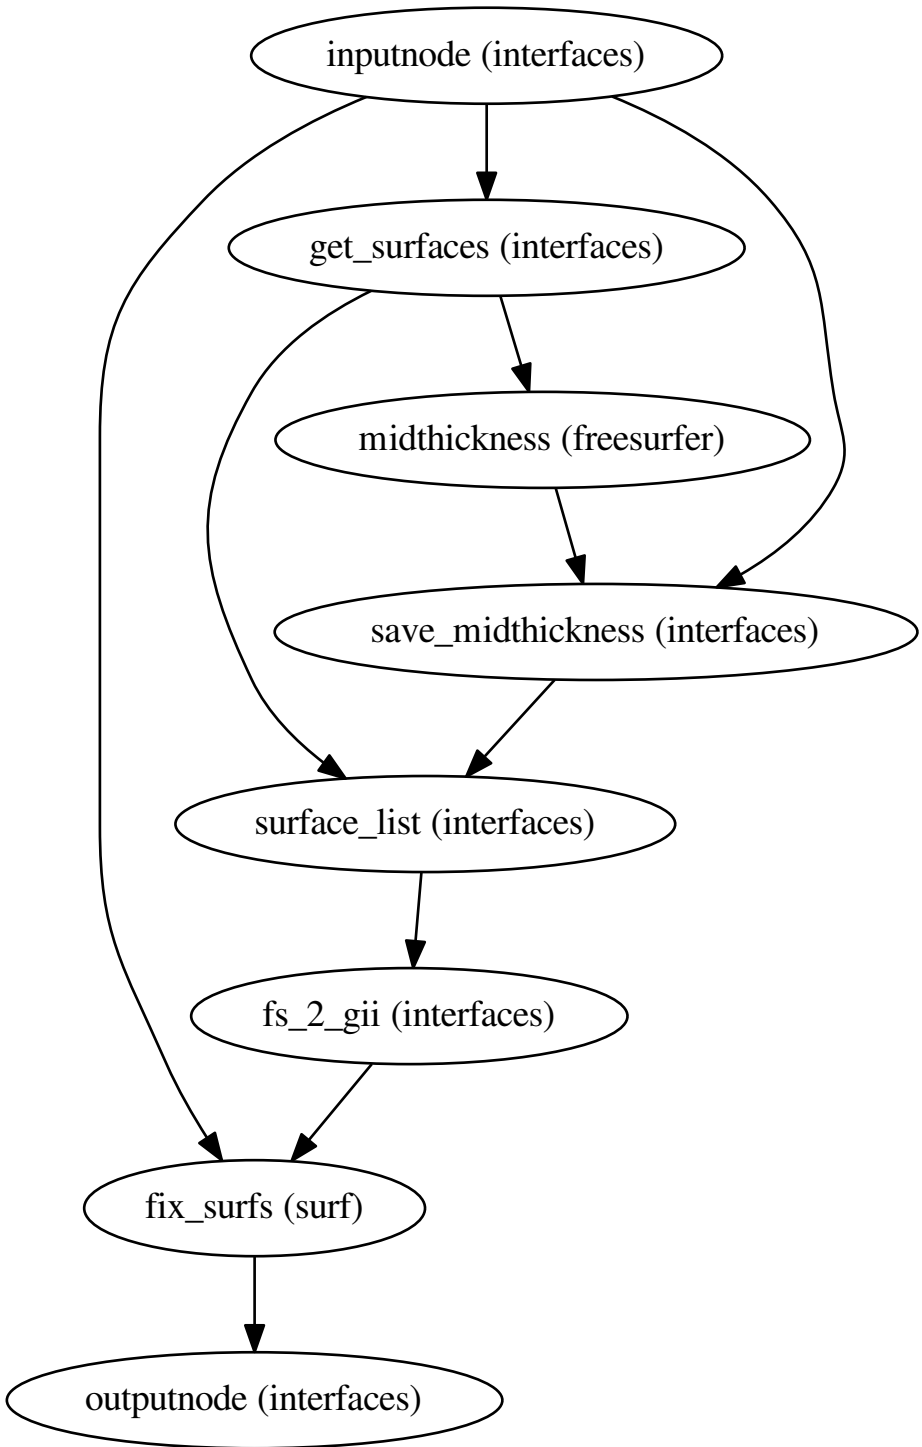 inputnode (interfaces)
get_surfaces (interfaces)
midthickness (freesurfer)
save_midthickness (interfaces)
surface_list (interfaces)
fs_2_gii (interfaces)
fix_surfs (surf)
outputnode (interfaces)